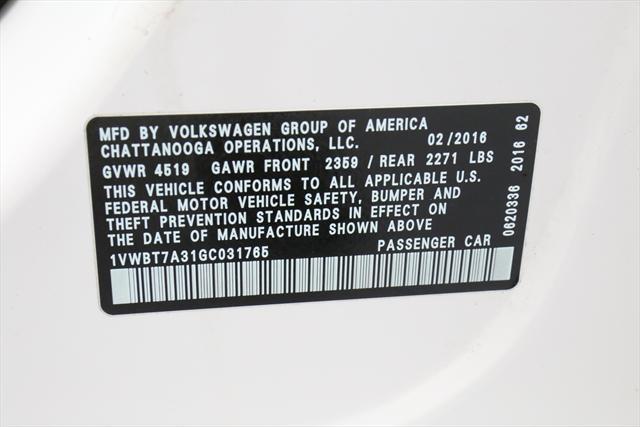 MFD BY VOLKSWAGEN GROUP OF AMERICA
CHATTANOOGA OPERATIONS, LLC. 02/2016
GVWR 4519 GAWR FRONT 2359 / REAR 2271 LBS
THIS VEHICLE CONFORMS TO ALL APPLICABLE U.S.
FEDERAL MOTOR VEHICLE SAFETY, BUMPER AND
THEFT PREVENTION STANDARDS IN EFFECT ON
THE DATE OF MANUFACTURE SHOWN ABOVE
1VWBT7A31GC031765 PASSENGER CAR
0620336 2016 62